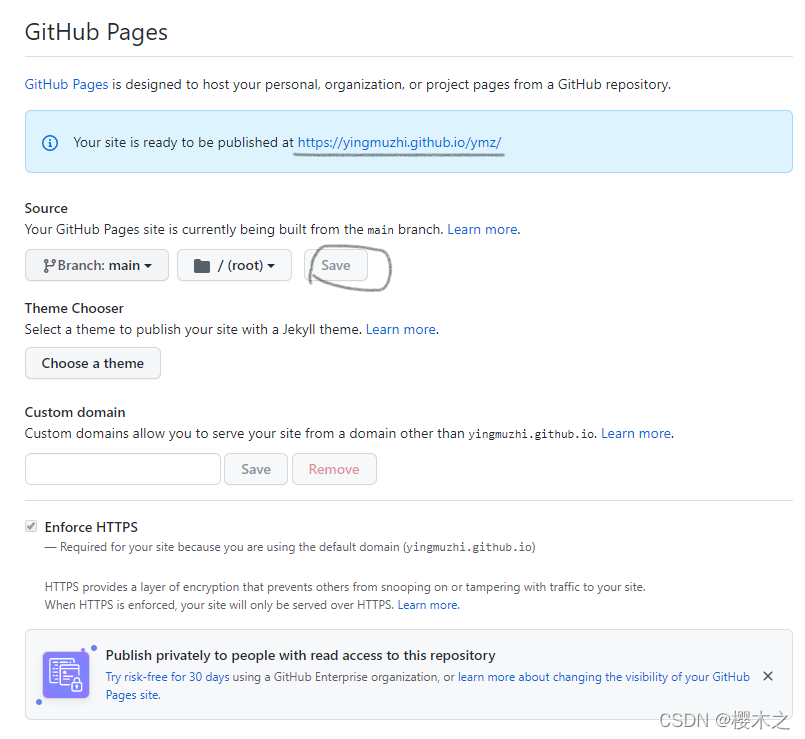 GitHub Pages
GitHub Pages is designed to host your personal, organization, or project pages from a GitHub repository.
Your site is ready to be published at https://yingmuzhi.github.io/ymz/
Source
Your GitHub Pages site is currently being built from the main branch. Learn more.
Branch: main / (root) Save
Theme Chooser
Select a theme to publish your site with a Jekyll theme. Learn more.
Choose a theme
Custom domain
Custom domains allow you to serve your site from a domain other than yingmuzhi.github.io. Learn more.
Save Remove
Enforce HTTPS
— Required for your site because you are using the default domain (yingmuzhi.github.io)
HTTPS provides a layer of encryption that prevents others from snooping on or tampering with traffic to your site.
When HTTPS is enforced, your site will only be served over HTTPS. Learn more.
Publish privately to people with read access to this repository
Try risk-free for 30 days using a GitHub Enterprise organization, or learn more about changing the visibility of your GitHub
Pages site.
CSDN @樱木之